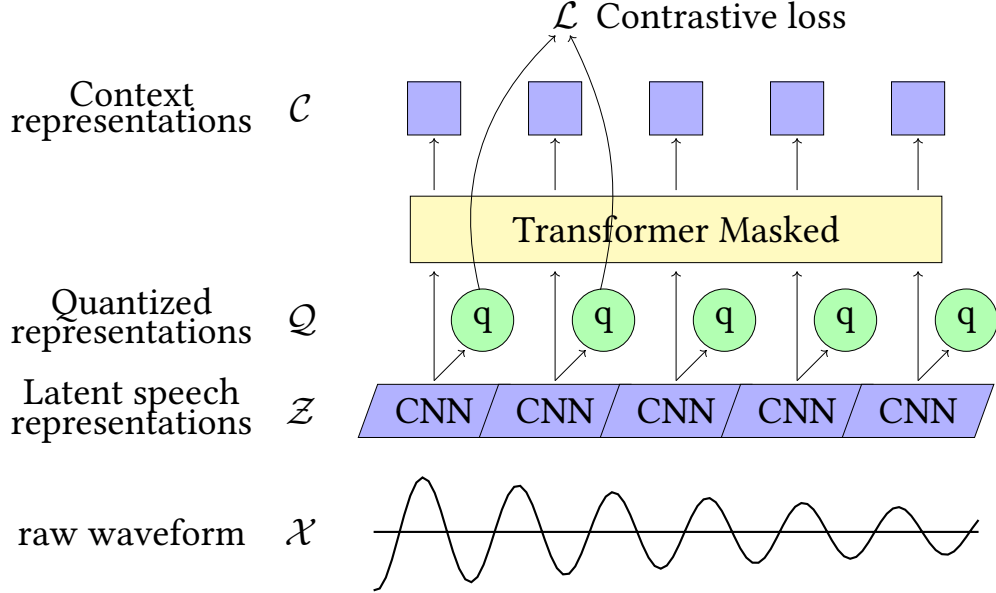 ℒ Contrastive loss
Context
representations 𝒞
Transformer Masked
Quantized
representations 𝒬
q q q q q
Latent speech
representations 𝒵
CNN CNN CNN CNN CNN
raw waveform 𝒳